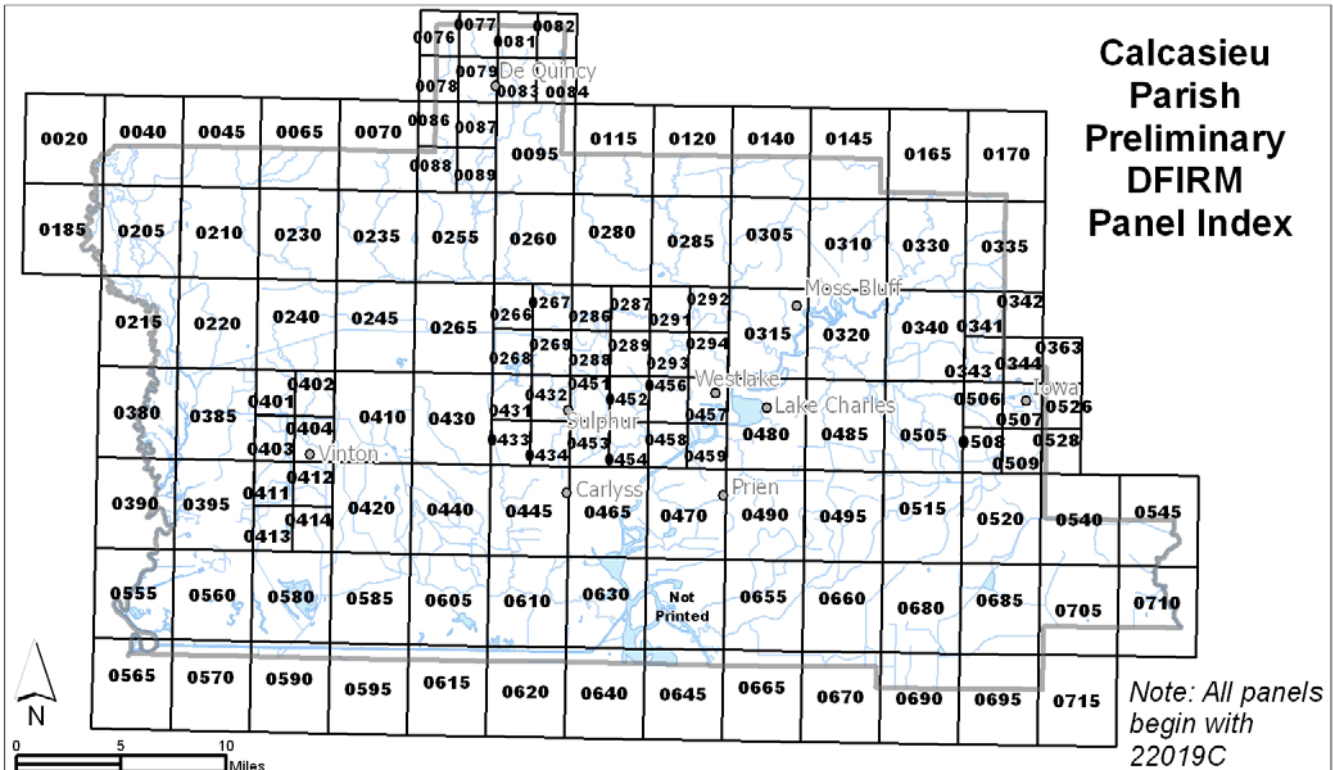 Calcasieu
Parish
Preliminary
DFIRM
Panel Index
0077 0082
0076 0081
0079 De Quincy
0078 0083 0084
0020 0040 0045 0065 0070 0086 0087 0115 0120 0140 0145
0088 0089 0095 0165 0170
0185 0205 0210 0230 0235 0255 0260 0280 0285 0305 0310 0330 0335
Moss Bluff
0215 0220 0240 0245 0265 0266 0267 0286 0287 0291 0292 0315 0320 0340 0341 0342
0268 0269 0288 0289 0293 0294 0343 0344 0363
0380 0385 0401 0402 0410 0430 0431 0432 0451 0452 0456 Westlake 0457 Lake Charles 0506 Iowa 0507 0526
Sulphur
0403 0404 Vinton 0433 0434 0453 0454 0458 0459 0480 0485 0505 0508 0509 0528
0390 0395 0411 0412 0420 0440 0445 Carlyss 0465 0470 Prien 0490 0495 0515 0520 0540 0545
0413 0414
0555 0560 0580 0585 0605 0610 0630 Not
Printed 0655 0660 0680 0685 0705 0710
0565 0570 0590 0595 0615 0620 0640 0645 0665 0670 0690 0695 0715
Note: All panels
begin with
22019C
N
0 5 10
Miles